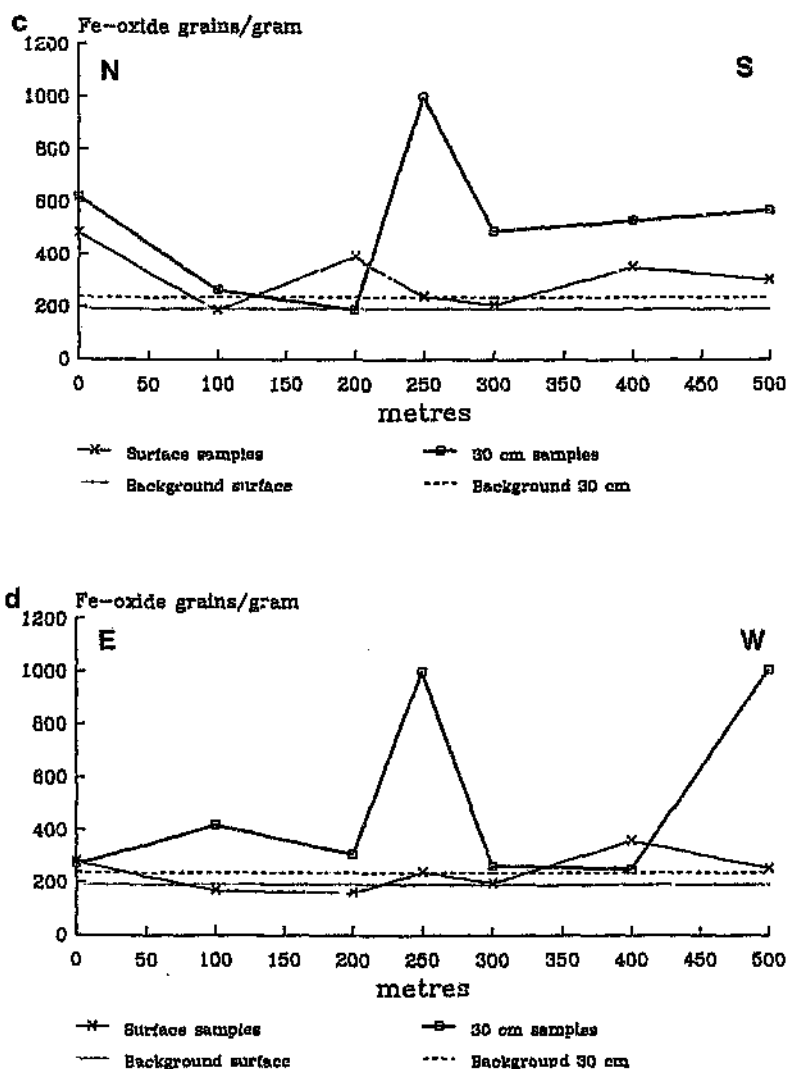 c Fe-oxide grains/gram
1200
N S
1000
800
600
400
200
0
0 50 100 150 200 250 300 350 400 450 500
metres
Surface samples 30 cm samples
Background surface Background 30 cm
d Fe-oxide grains/gram
1200
E W
1000
800
600
400
200
0
0 50 100 150 200 250 300 350 400 450 500
metres
Surface samples 30 cm samples
Background surface Background 30 cm